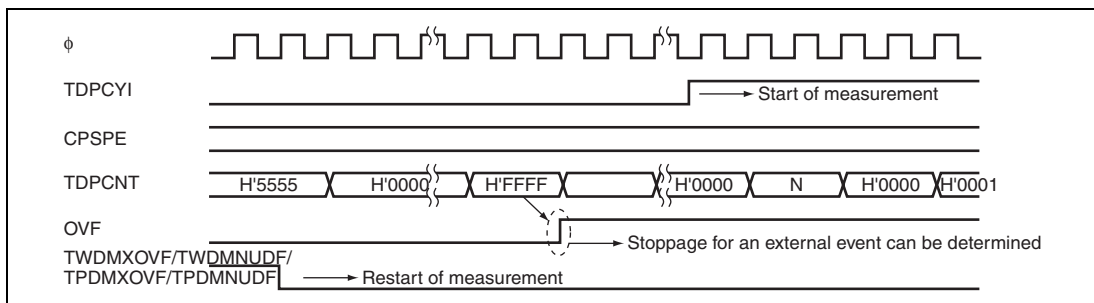 φ
TDPCYI
Start of measurement
CPSPE
TDPCNT H'5555 H'0000 H'FFFF H'0000 N H'0000 H'0001
OVF
Stoppage for an external event can be determined
TWDMXOVF/TWDMNUDF/
TPDMXOVF/TPDMNUDF Restart of measurement